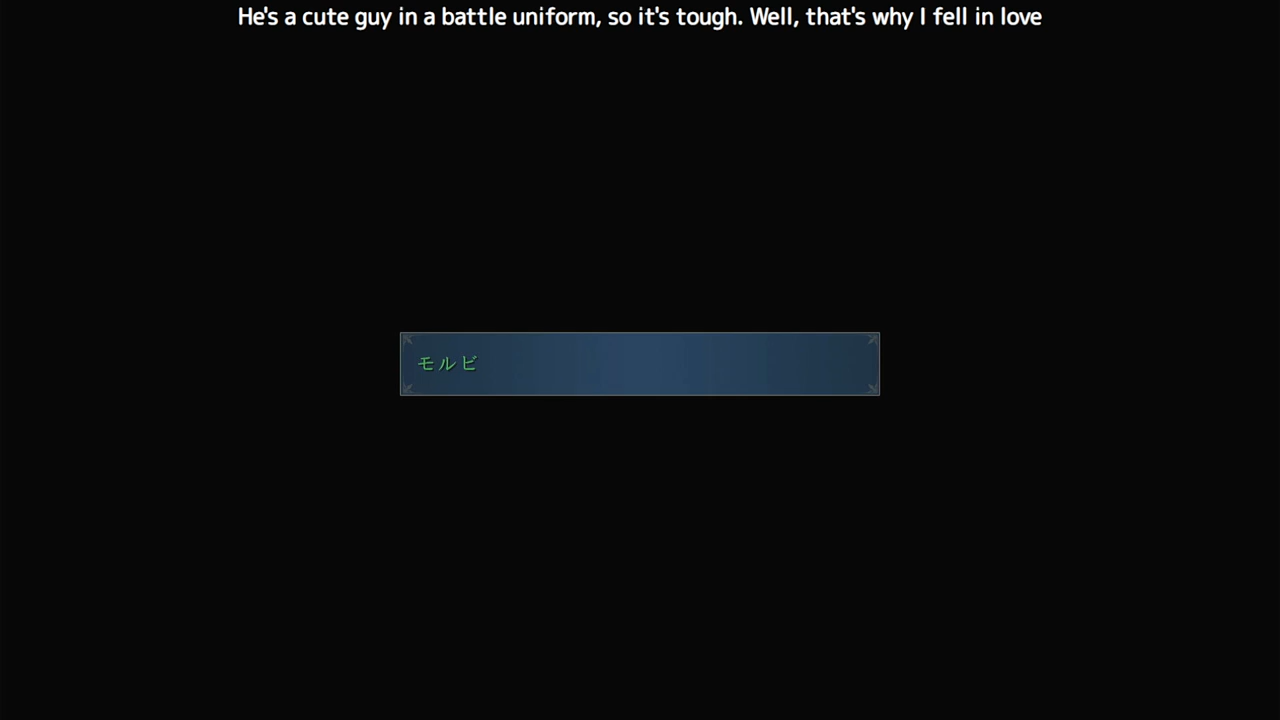 He's a cute guy in a battle uniform, so it's tough. Well, that's why I fell in love
モルビ